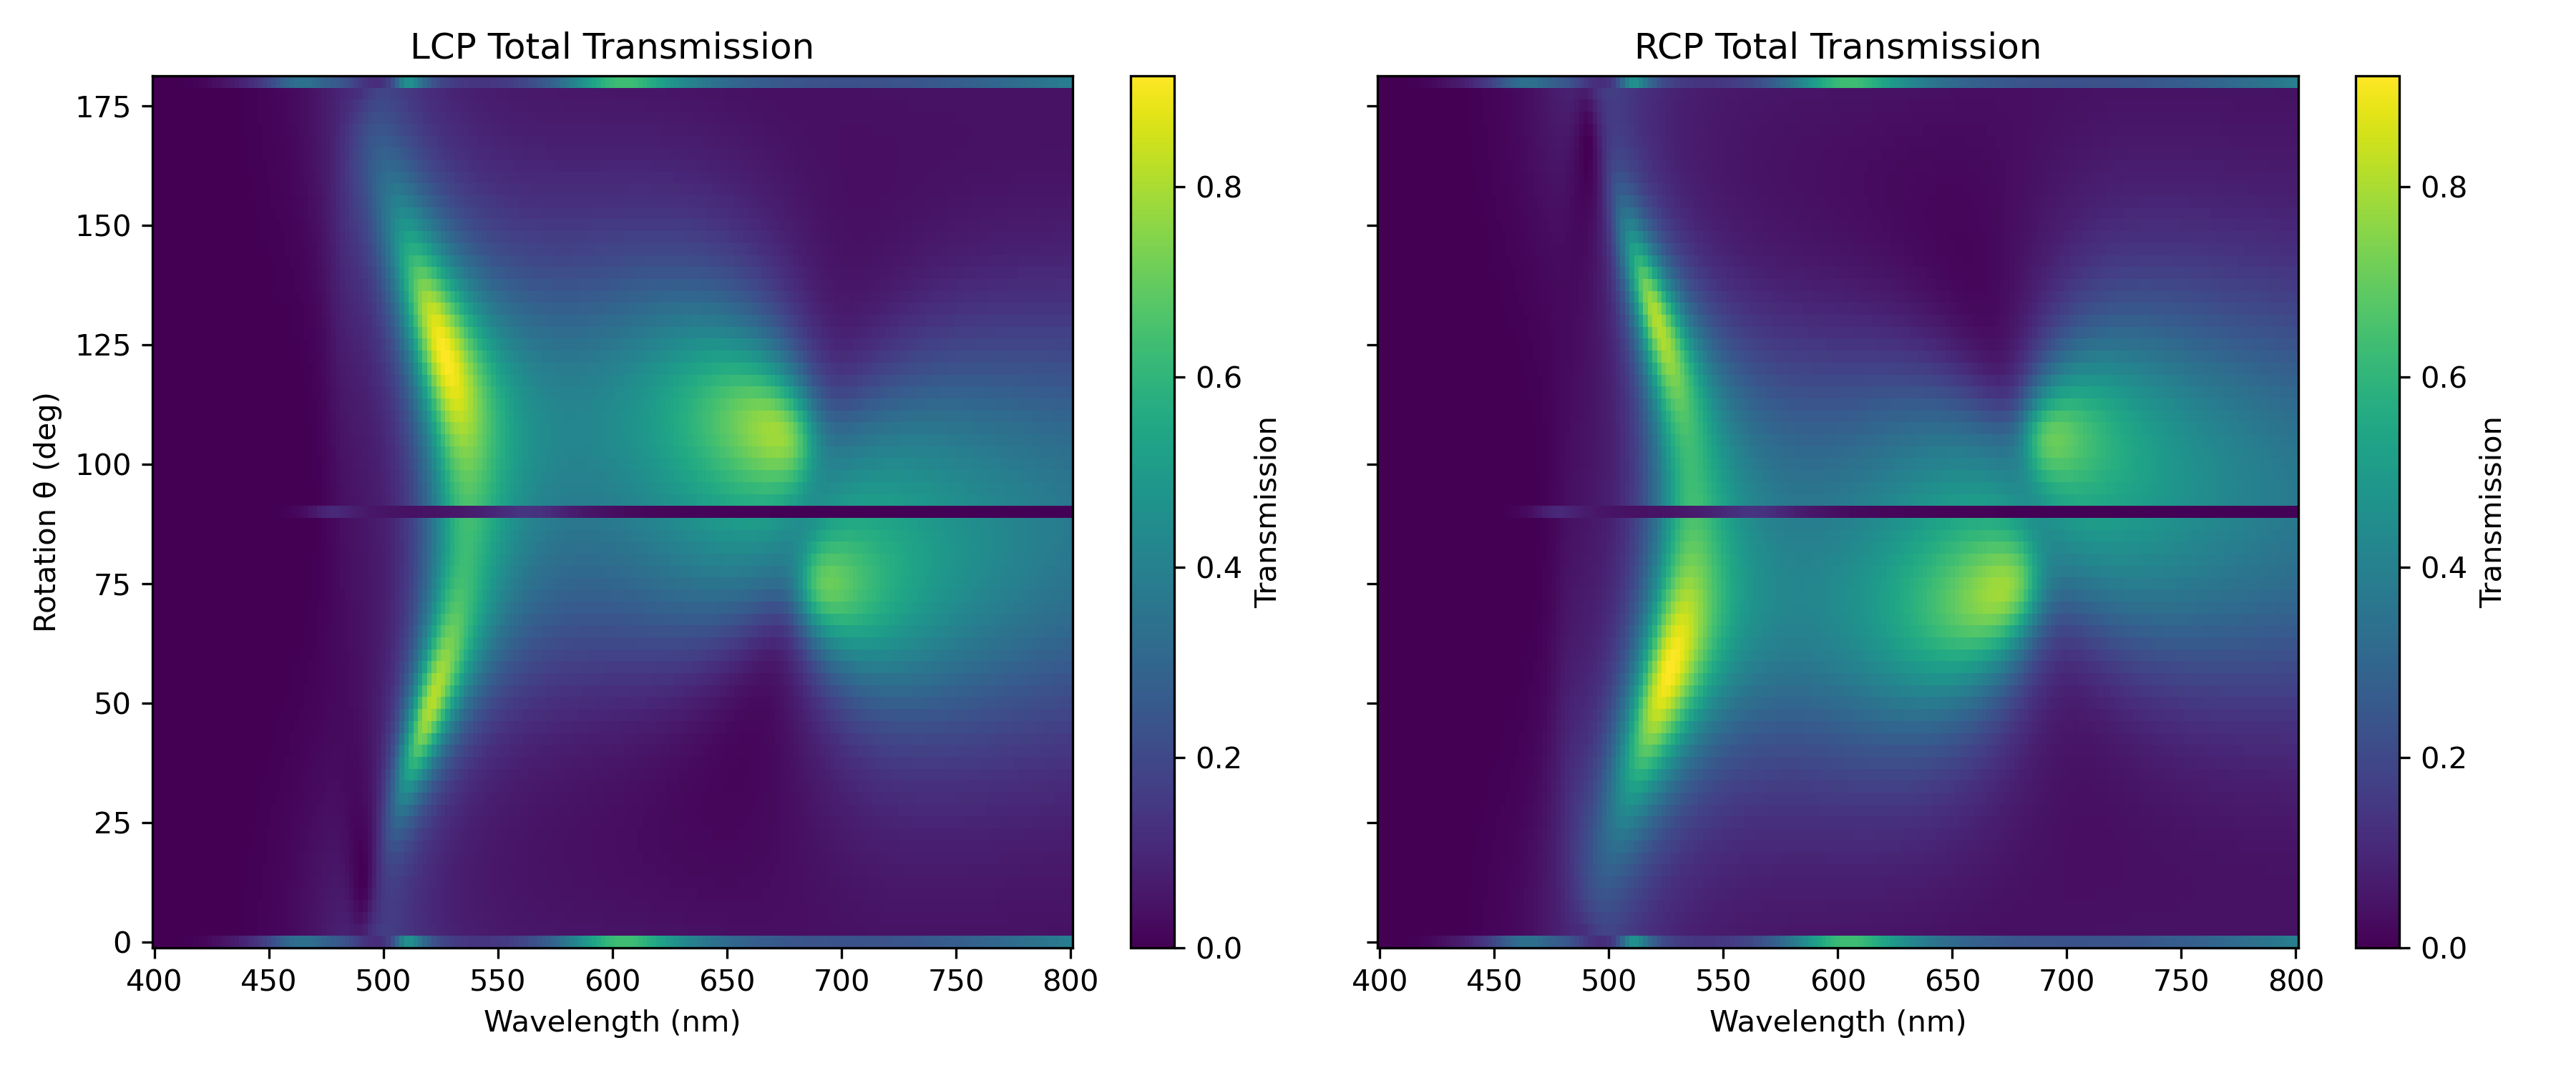 LCP Total Transmission
Rotation θ (deg)
175
150
125
100
75
50
25
0
400 450 500 550 600 650 700 750 800
Wavelength (nm)
0.8
0.6
0.4
0.2
0.0
Transmission
RCP Total Transmission
400 450 500 550 600 650 700 750 800
Wavelength (nm)
0.8
0.6
0.4
0.2
0.0
Transmission